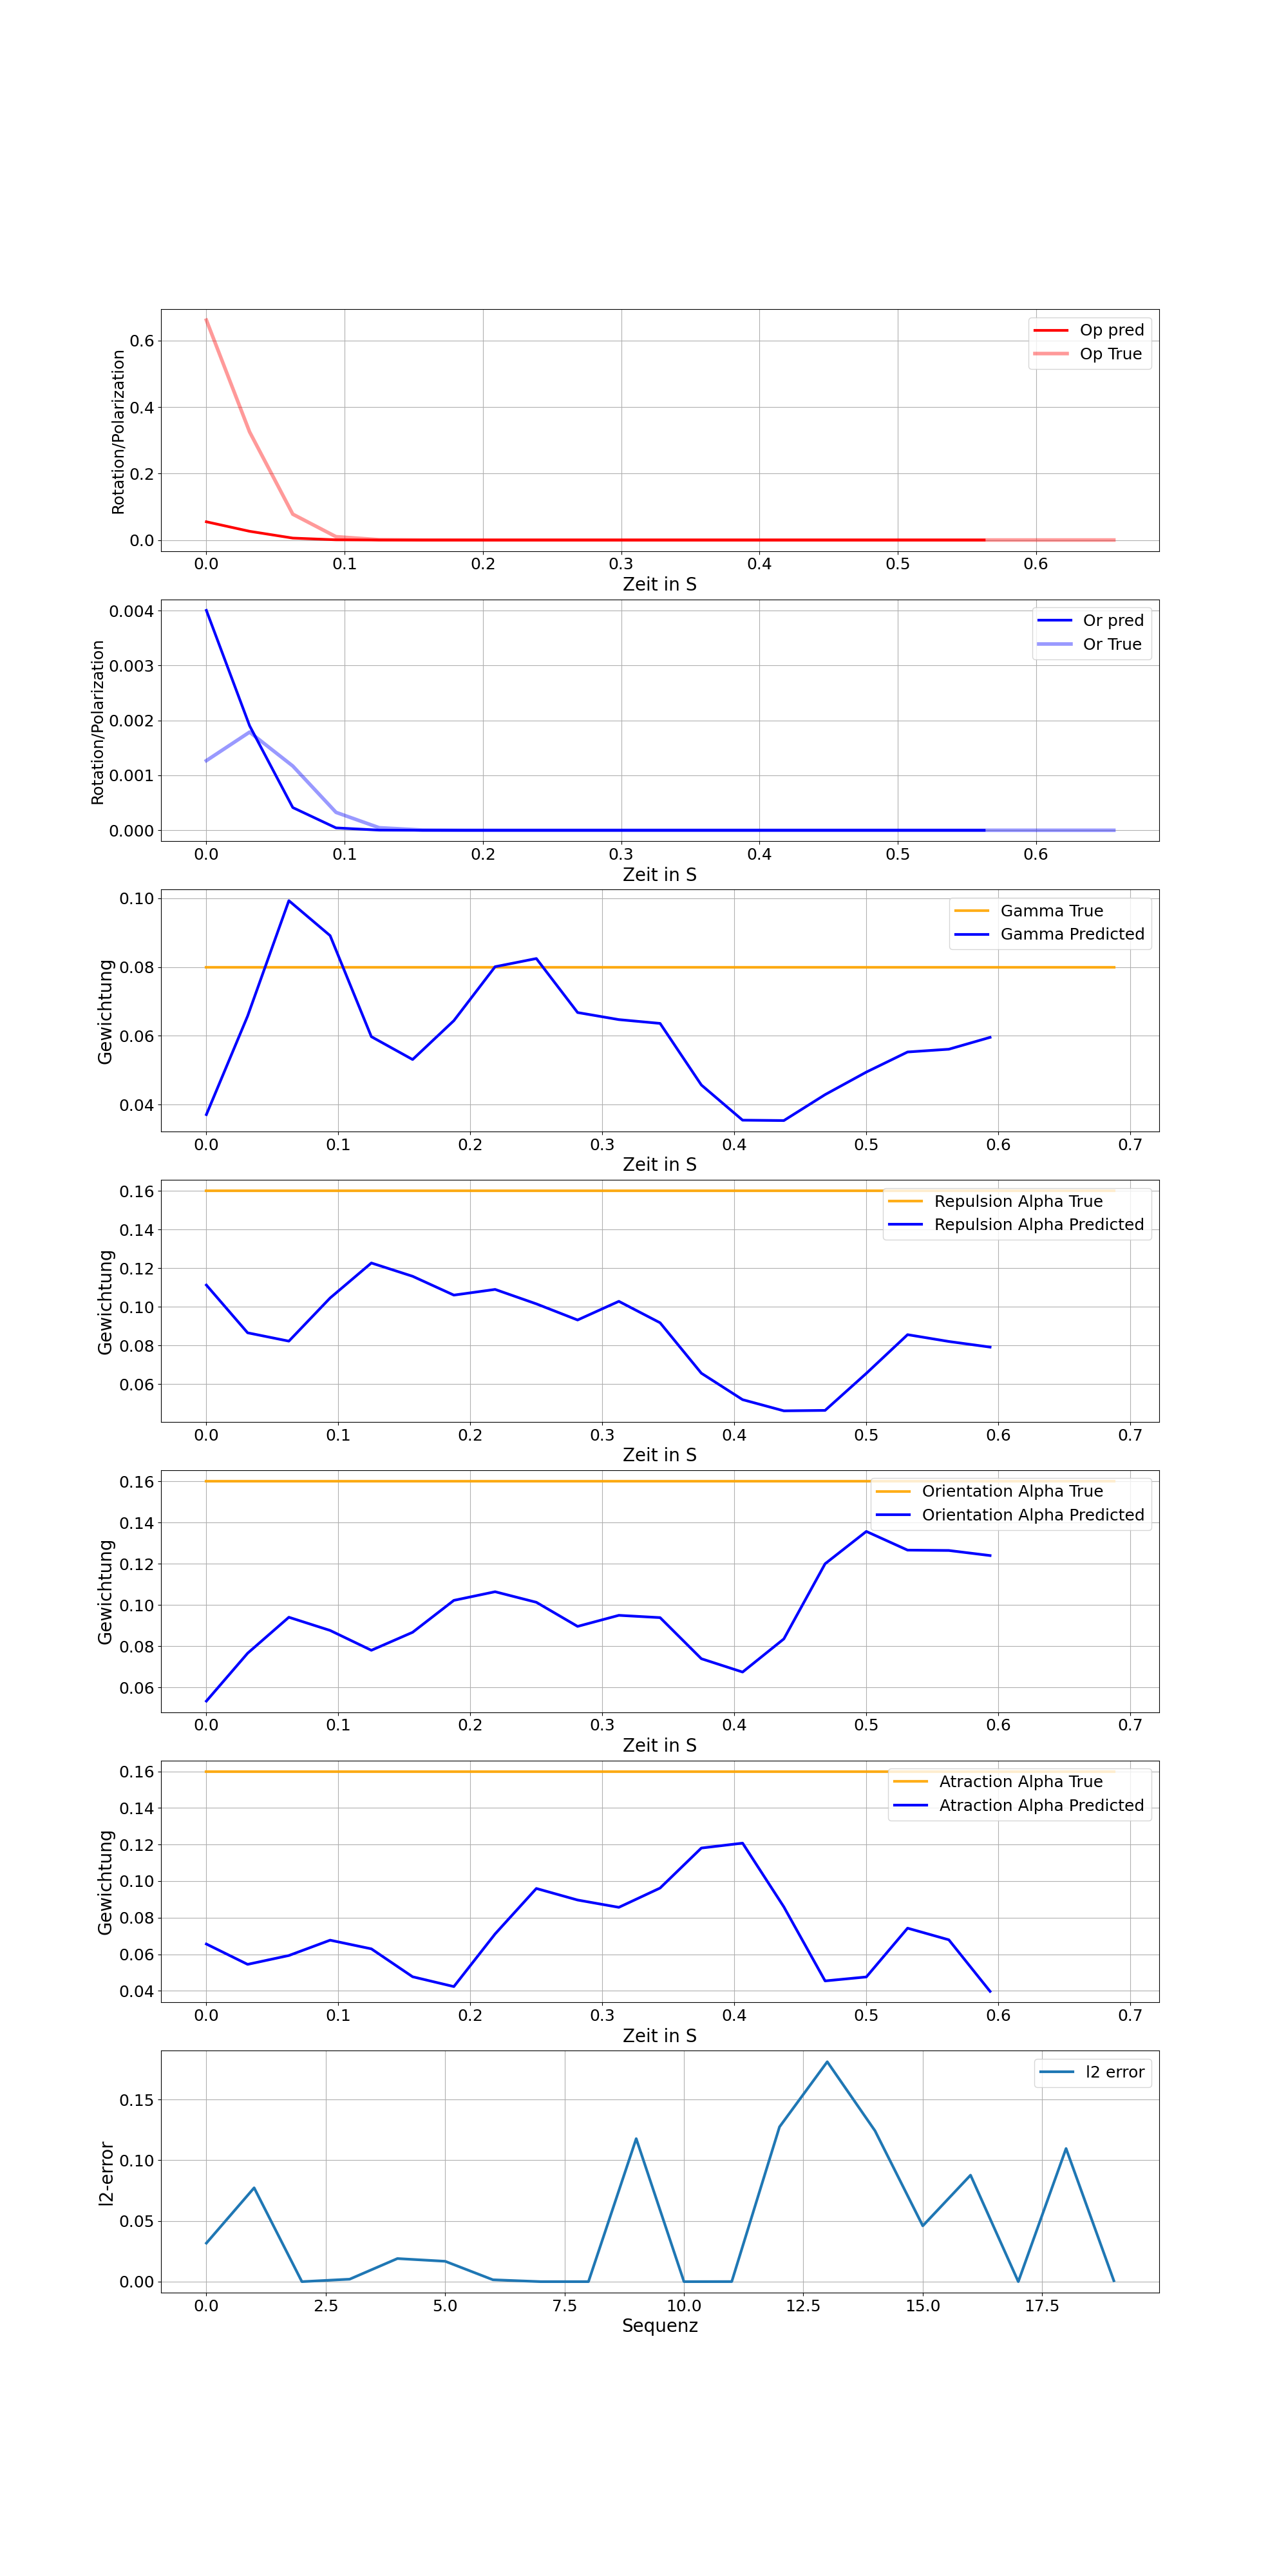 Rotation/Polarization
0.6
0.4
0.2
0.0
Op pred
Op True
0.0 0.1 0.2 0.3 0.4 0.5 0.6
Zeit in S
Rotation/Polarization
0.004
0.003
0.002
0.001
0.000
Or pred
Or True
0.0 0.1 0.2 0.3 0.4 0.5 0.6
Zeit in S
Gewichtung
0.10
0.08
0.06
0.04
Gamma True
Gamma Predicted
0.0 0.1 0.2 0.3 0.4 0.5 0.6 0.7
Zeit in S
Gewichtung
0.16
0.14
0.12
0.10
0.08
0.06
Repulsion Alpha True
Repulsion Alpha Predicted
0.0 0.1 0.2 0.3 0.4 0.5 0.6 0.7
Zeit in S
Gewichtung
0.16
0.14
0.12
0.10
0.08
0.06
Orientation Alpha True
Orientation Alpha Predicted
0.0 0.1 0.2 0.3 0.4 0.5 0.6 0.7
Zeit in S
Gewichtung
0.16
0.14
0.12
0.10
0.08
0.06
0.04
Atraction Alpha True
Atraction Alpha Predicted
0.0 0.1 0.2 0.3 0.4 0.5 0.6 0.7
Zeit in S
l2-error
0.15
0.10
0.05
0.00
l2 error
0.0 2.5 5.0 7.5 10.0 12.5 15.0 17.5
Sequenz